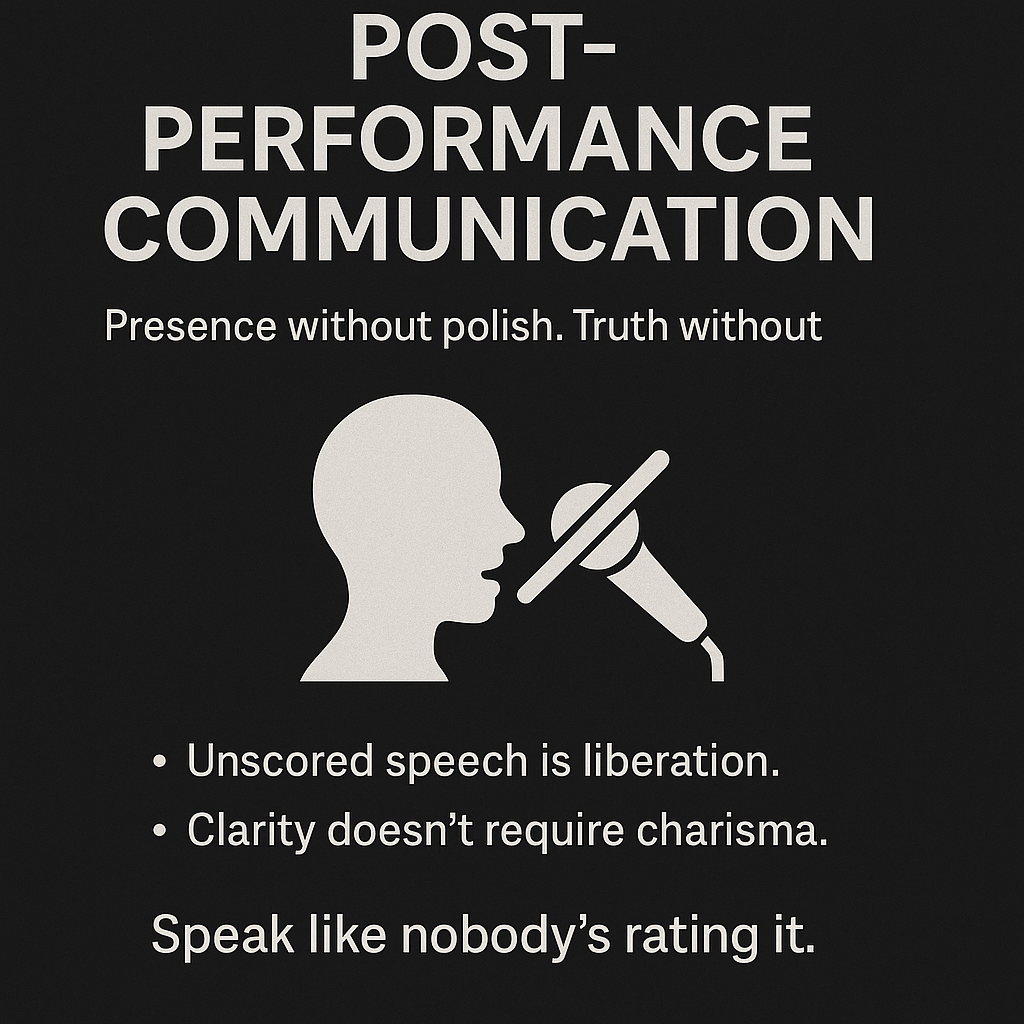 POST-
PERFORMANCE
COMMUNICATION
Presence without polish. Truth without
• Unscored speech is liberation.
• Clarity doesn’t require charisma.
Speak like nobody’s rating it.